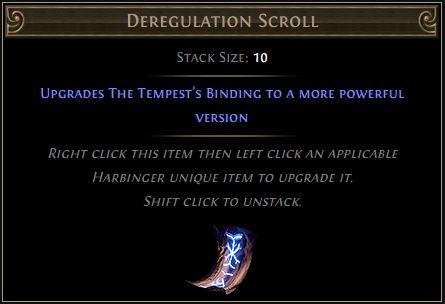 Deregulation Scroll
Stack Size: 10
Upgrades The Tempest's Binding to a more powerful
version
Right click this item then left click an applicable
Harbinger unique item to upgrade it.
Shift click to unstack.